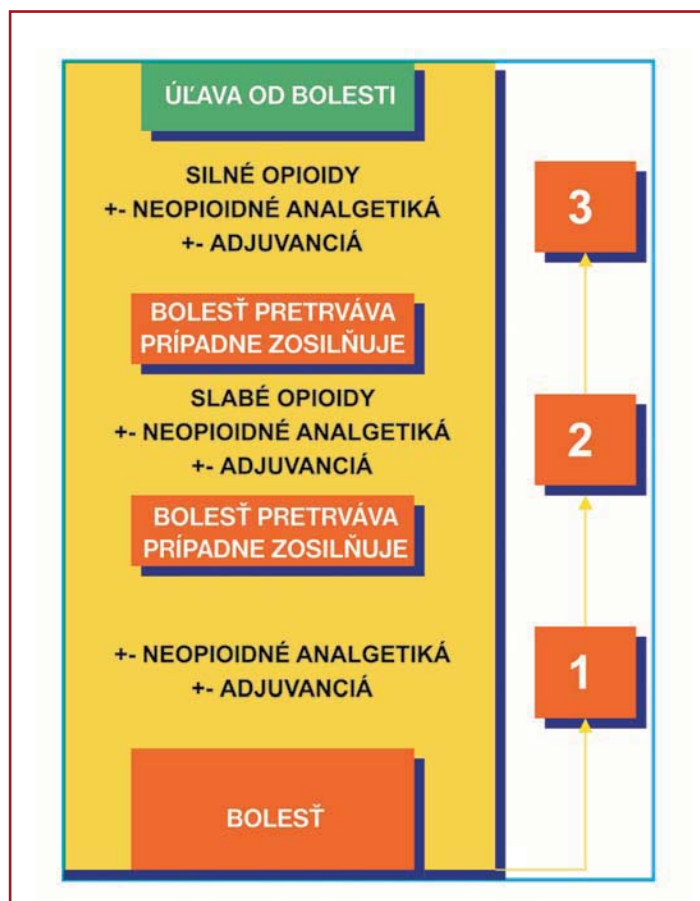 ÚĽAVA OD BOLESTI
SILNÉ OPIOIDY
+- NEOPIOIDNÉ ANALGETIKÁ
+- ADJUVANCIÁ
3
BOLESŤ PRETRVÁVA
PRÍPADNE ZOSILŇUJE
SLABÉ OPIOIDY
+- NEOPIOIDNÉ ANALGETIKÁ
+- ADJUVANCIÁ
2
BOLESŤ PRETRVÁVA
PRÍPADNE ZOSILŇUJE
+- NEOPIOIDNÉ ANALGETIKÁ
+- ADJUVANCIÁ
1
BOLESŤ